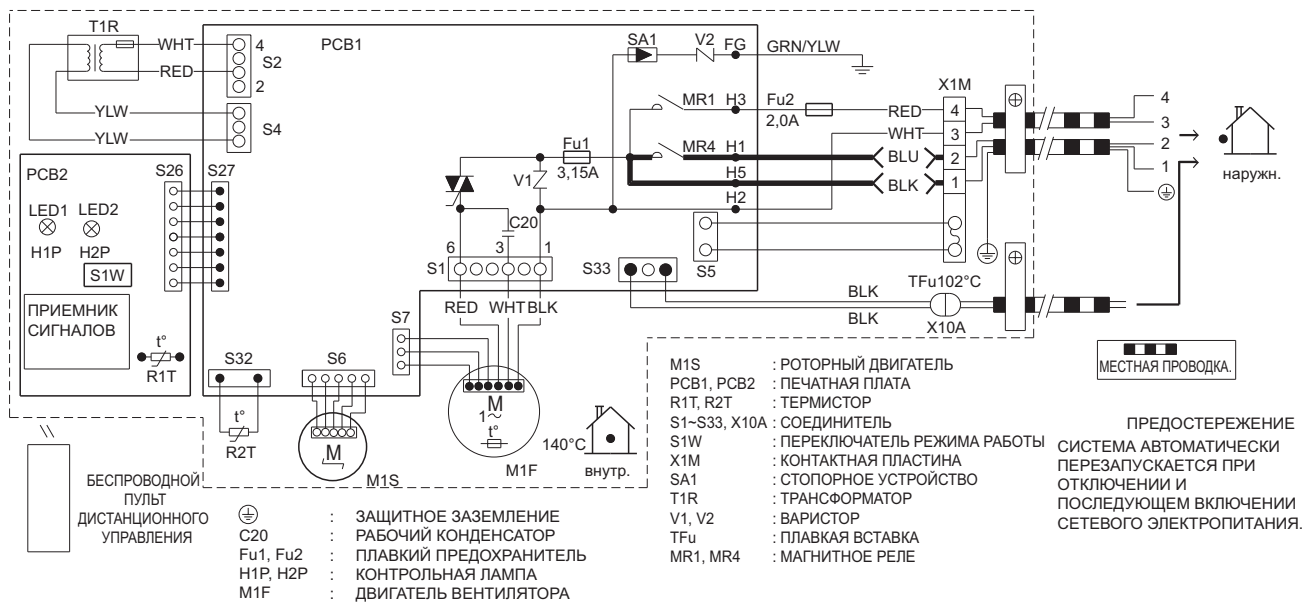 T1R
WHT
RED
4
S2
2
YLW
YLW
S4
PCB1
SA1
V2
FG
GRN/YLW
X1M
MR1
H3
Fu2
2,0A
RED
4
WHT
3
MR4
H1
BLU
2
H5
BLK
1
H2
Fu1
3,15A
V1
C20
4
3
2
1
наружн.
PCB2
S26
S27
LED1
LED2
H1P
H2P
S1W
ПРИЕМНИК
СИГНАЛОВ
t°
R1T
6
3
1
S1
RED
WHT
BLK
S33
S5
BLK
BLK
TFu102°C
X10A
S7
S32
S6
t°
R2T
M
M1S
M
1~
t°
140°C
M1F
внутр.
МЕСТНАЯ ПРОВОДКА.
БЕСПРОВОДНОЙ
ПУЛЬТ
ДИСТАНЦИОННОГО
УПРАВЛЕНИЯ
: ЗАЩИТНОЕ ЗАЗЕМЛЕНИЕ
C20 : РАБОЧИЙ КОНДЕНСАТОР
Fu1, Fu2 : ПЛАВКИЙ ПРЕДОХРАНИТЕЛЬ
H1P, H2P : КОНТРОЛЬНАЯ ЛАМПА
M1F : ДВИГАТЕЛЬ ВЕНТИЛЯТОРА
M1S : РОТОРНЫЙ ДВИГАТЕЛЬ
PCB1, PCB2 : ПЕЧАТНАЯ ПЛАТА
R1T, R2T : ТЕРМИСТОР
S1~S33, X10A : СОЕДИНИТЕЛЬ
S1W : ПЕРЕКЛЮЧАТЕЛЬ РЕЖИМА РАБОТЫ
X1M : КОНТАКТНАЯ ПЛАСТИНА
SA1 : СТОПОРНОЕ УСТРОЙСТВО
T1R : ТРАНСФОРМАТОР
V1, V2 : ВАРИСТОР
TFu : ПЛАВКАЯ ВСТАВКА
MR1, MR4 : МАГНИТНОЕ РЕЛЕ
ПРЕДОСТЕРЕЖЕНИЕ
СИСТЕМА АВТОМАТИЧЕСКИ
ПЕРЕЗАПУСКАЕТСЯ ПРИ
ОТКЛЮЧЕНИИ И
ПОСЛЕДУЮЩЕМ ВКЛЮЧЕНИИ
СЕТЕВОГО ЭЛЕКТРОПИТАНИЯ.